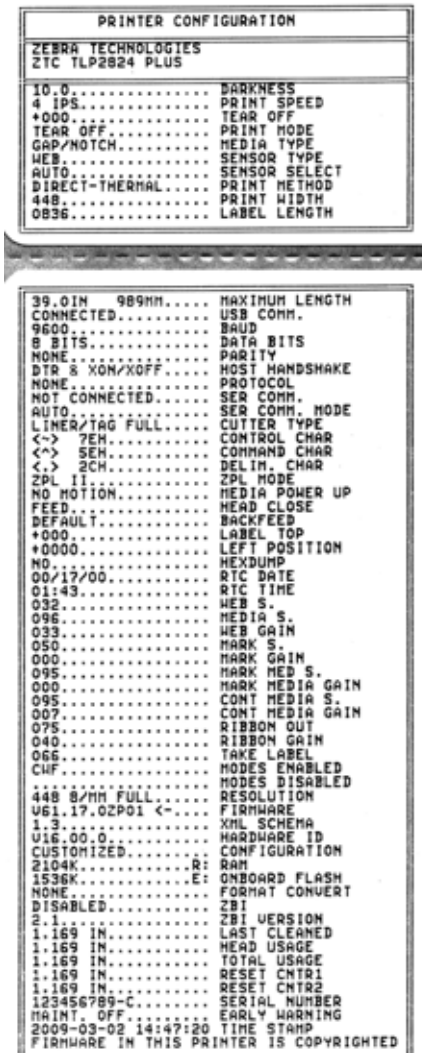 PRINTER CONFIGURATION
ZEBRA TECHNOLOGIES
ZTC TLP2824 PLUS
10.0............... DARKNESS
4 IPS.............. PRINT SPEED
+000............... TEAR OFF
TEAR OFF........... PRINT MODE
GAP/NOTCH.......... MEDIA TYPE
WEB................ SENSOR TYPE
AUTO............... SENSOR SELECT
DIRECT-THERMAL..... PRINT METHOD
448................ PRINT WIDTH
0836............... LABEL LENGTH
39.0IN   989MM..... MAXIMUM LENGTH
CONNECTED.......... USB COMM.
9600............... BAUD
8 BITS............. DATA BITS
NONE............... PARITY
DTR & XON/XOFF..... HOST HANDSHAKE
NONE............... PROTOCOL
NOT CONNECTED...... SER COMM.
AUTO............... SER COMM. MODE
LINER/TAG FULL..... CUTTER TYPE
<~>  7EH........... CONTROL CHAR
<^>  5EH........... COMMAND CHAR
<,>  2CH........... DELIM. CHAR
ZPL II............. ZPL MODE
NO MOTION.......... MEDIA POWER UP
FEED............... HEAD CLOSE
DEFAULT............ BACKFEED
+000............... LABEL TOP
+0000.............. LEFT POSITION
NO................. HEXDUMP
00/17/00........... RTC DATE
01:43.............. RTC TIME
032................ WEB S.
096................ MEDIA S.
033................ WEB GAIN
050................ MARK S.
000................ MARK GAIN
095................ MARK MED S.
000................ MARK MEDIA GAIN
095................ CONT MEDIA S.
007................ CONT MEDIA GAIN
075................ RIBBON OUT
040................ RIBBON GAIN
066................ TAKE LABEL
CWF................ MODES ENABLED
................... MODES DISABLED
448 8/MM FULL...... RESOLUTION
V61.17.0ZP01 <-.... FIRMWARE
1.3................ XML SCHEMA
V16.00.0........... HARDWARE ID
CUSTOMIZED......... CONFIGURATION
2104K............R: RAM
1536K............E: ONBOARD FLASH
NONE............... FORMAT CONVERT
DISABLED........... ZBI
2.1................ ZBI VERSION
1.169 IN........... LAST CLEANED
1.169 IN........... HEAD USAGE
1.169 IN........... TOTAL USAGE
1.169 IN........... RESET CNTR1
1.169 IN........... RESET CNTR2
123456789-C........ SERIAL NUMBER
MAINT. OFF......... EARLY WARNING
2009-03-02 14:47:20 TIME STAMP
FIRMWARE IN THIS PRINTER IS COPYRIGHTED